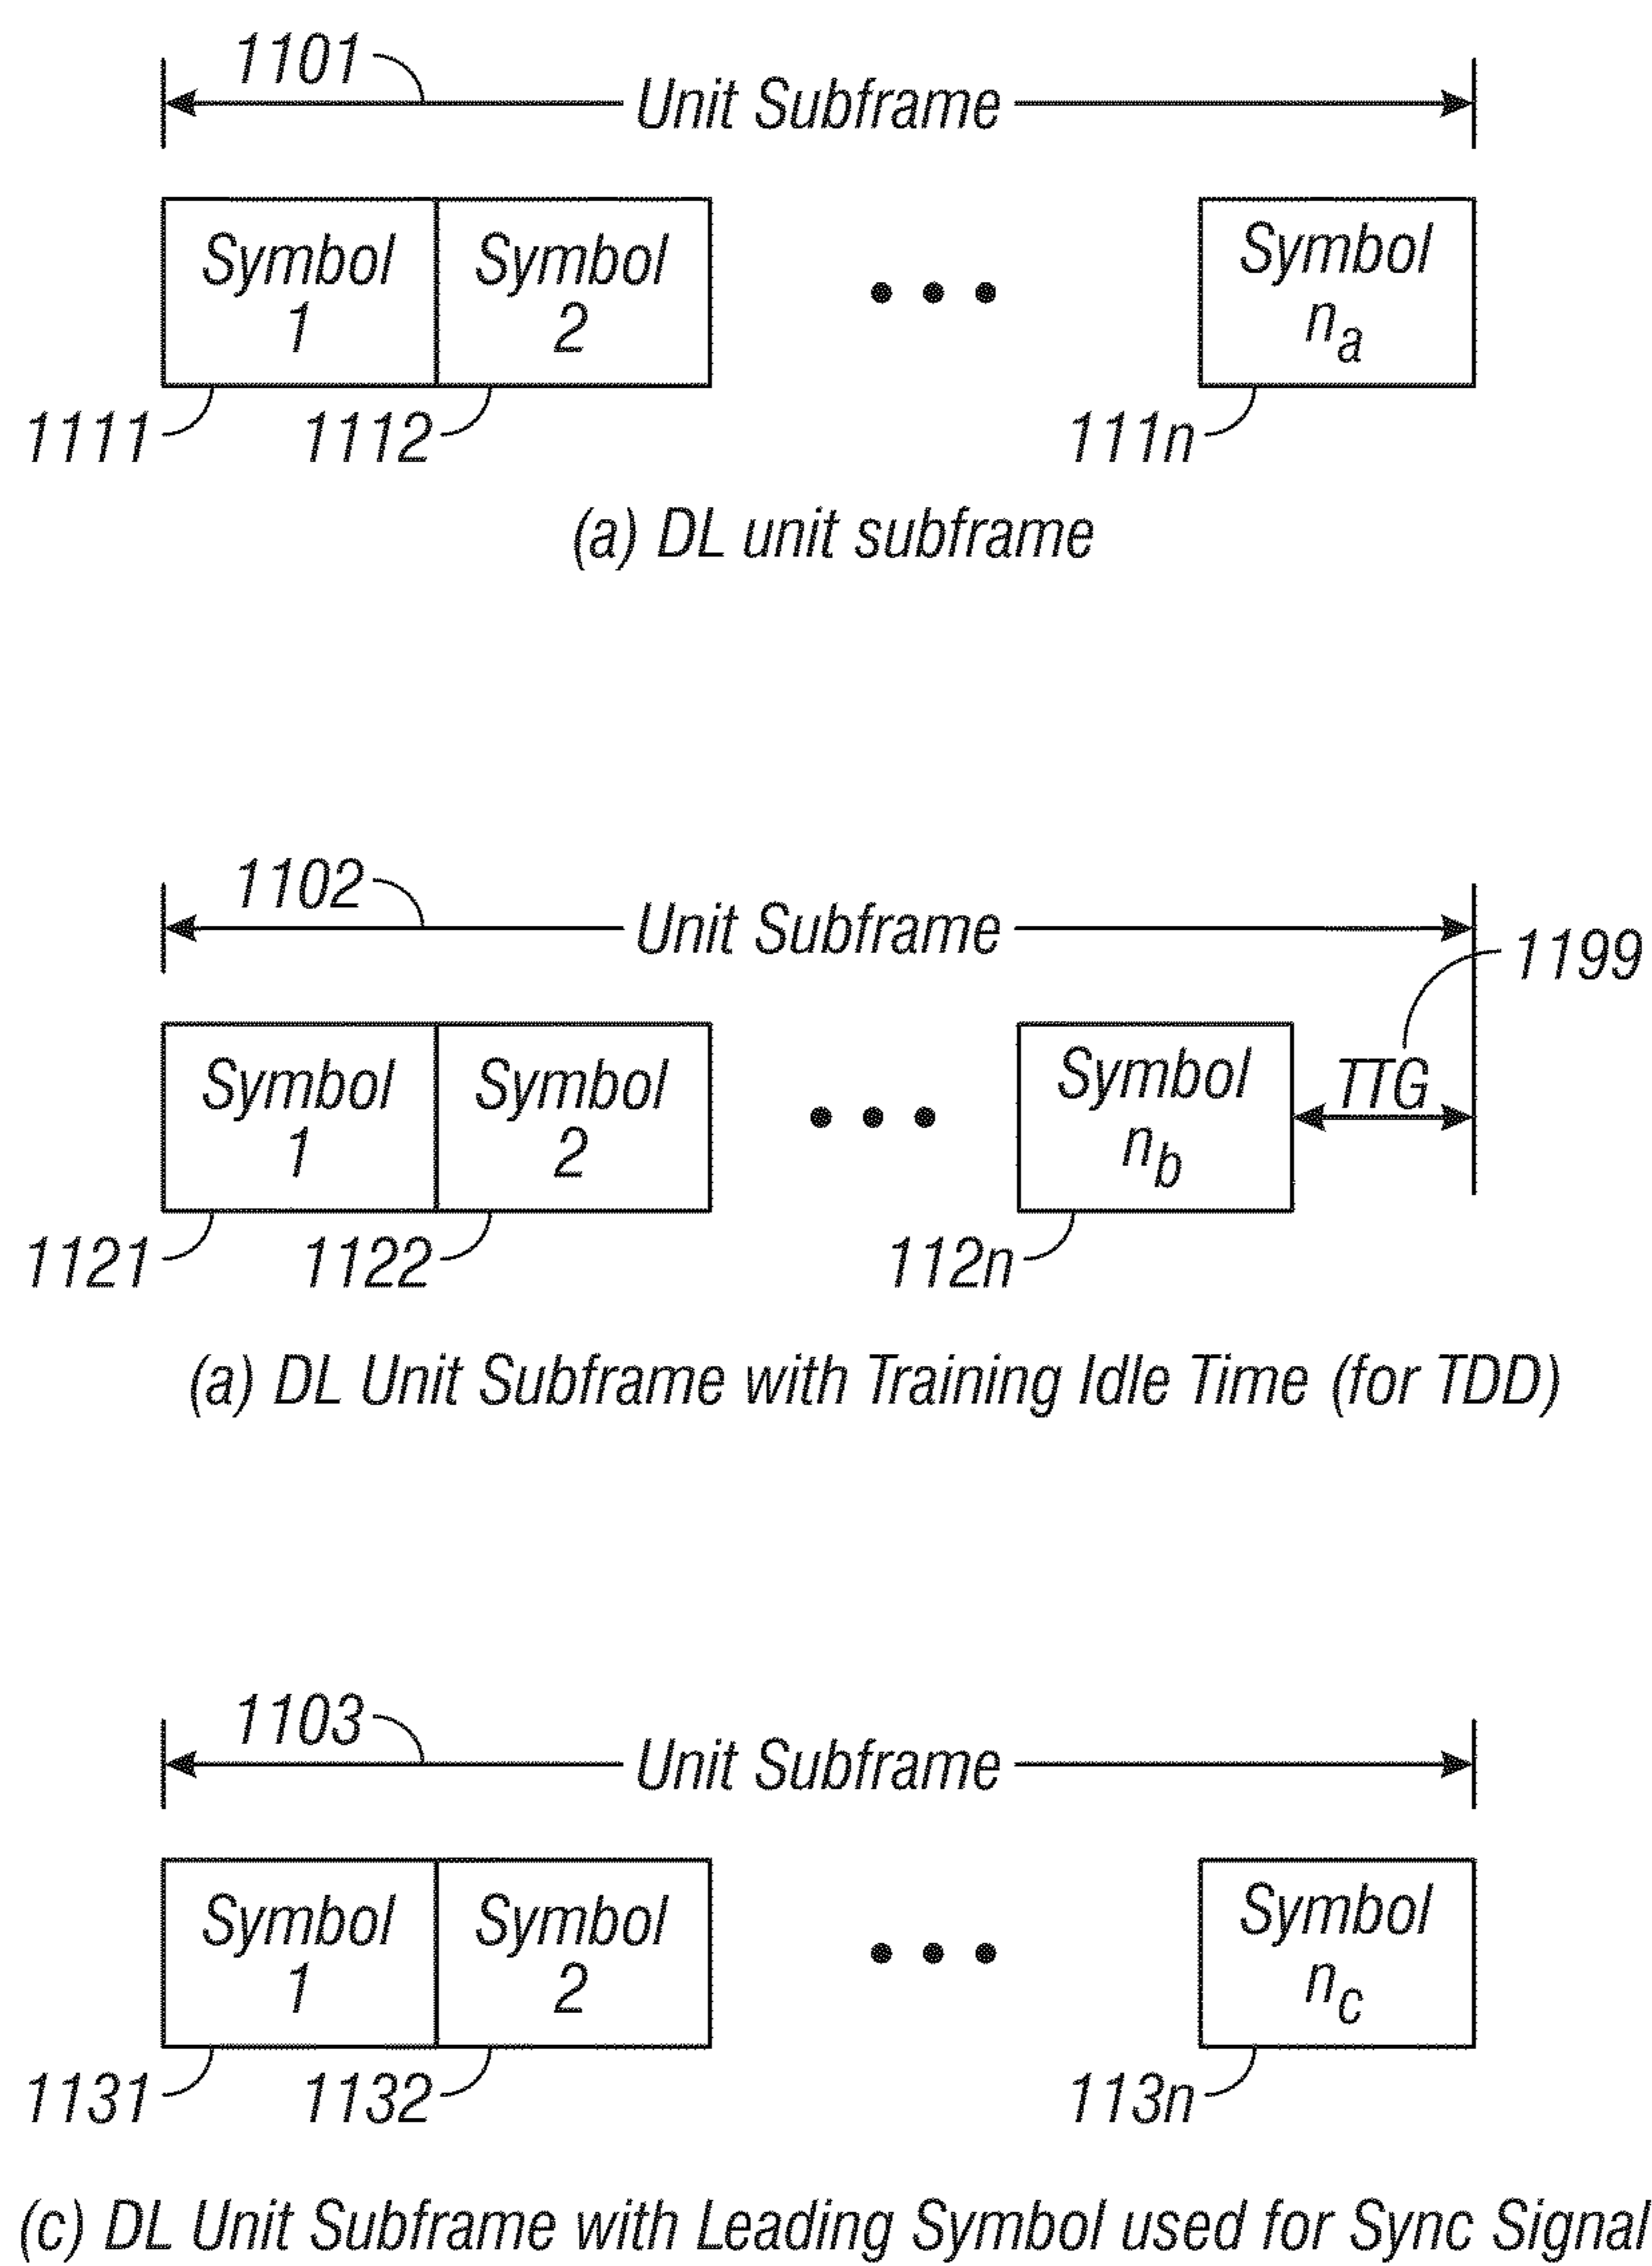 1101
Unit Subframe
Symbol 1
Symbol 2
• • •
Symbol n_a
1111
1112
111n
(a) DL unit subframe
1102
Unit Subframe
1199
Symbol 1
Symbol 2
• • •
Symbol n_b
TTG
1121
1122
112n
(a) DL Unit Subframe with Training Idle Time (for TDD)
1103
Unit Subframe
Symbol 1
Symbol 2
• • •
Symbol n_c
1131
1132
113n
(c) DL Unit Subframe with Leading Symbol used for Sync Signal